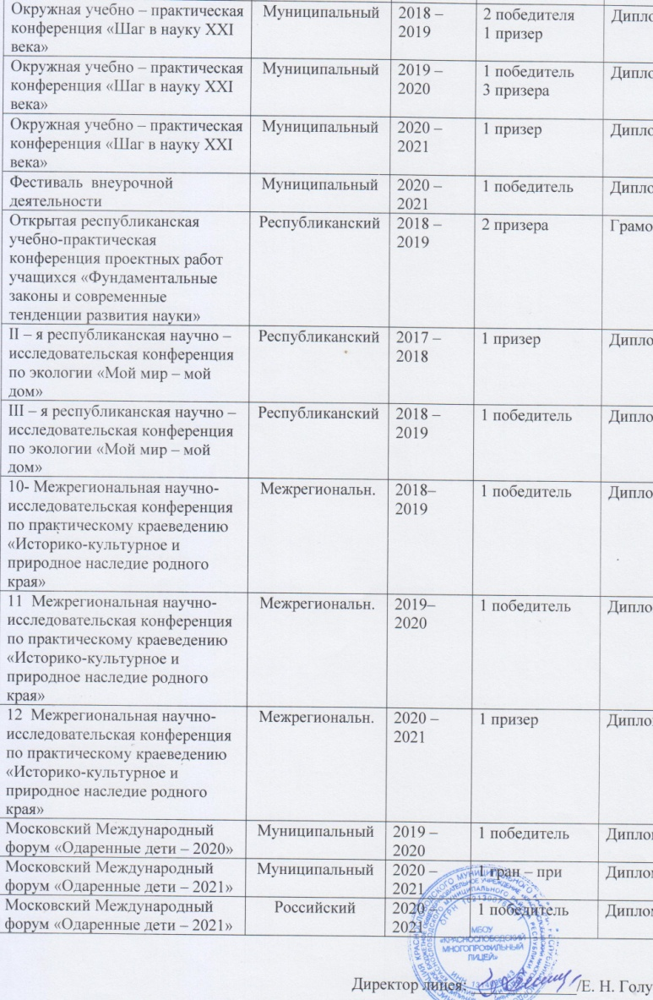 Окружная учебно – практическая Муниципальный 2018 – 2 победителя Дипло
конференция «Шаг в науку XXI 2019 1 призер
века»
Окружная учебно – практическая Муниципальный 2019 – 1 победитель Дипло
конференция «Шаг в науку XXI 2020 3 призера
века»
Окружная учебно – практическая Муниципальный 2020 – 1 призер Дипло
конференция «Шаг в науку XXI 2021
века»
Фестиваль внеурочной Муниципальный 2020 – 1 победитель Дипло
деятельности 2021
Открытая республиканская Республиканский 2018 – 2 призера Грамо
учебно-практическая 2019
конференция проектных работ
учащихся «Фундаментальные
законы и современные
тенденции развития науки»
II – я республиканская научно – Республиканский 2017 – 1 призер Дипло
исследовательская конференция 2018
по экологии «Мой мир – мой
дом»
III – я республиканская научно – Республиканский 2018 – 1 победитель Дипло
исследовательская конференция 2019
по экологии «Мой мир – мой
дом»
10- Межрегиональная научно- Межрегиональн. 2018– 1 победитель Дипло
исследовательская конференция 2019
по практическому краеведению
«Историко-культурное и
природное наследие родного
края»
11 Межрегиональная научно- Межрегиональн. 2019– 1 победитель Дипло
исследовательская конференция 2020
по практическому краеведению
«Историко-культурное и
природное наследие родного
края»
12 Межрегиональная научно- Межрегиональн. 2020 – 1 призер Дипло
исследовательская конференция 2021
по практическому краеведению
«Историко-культурное и
природное наследие родного
края»
Московский Международный Муниципальный 2019 – 1 победитель Диплом
форум «Одаренные дети – 2020» 2020
Московский Международный Муниципальный 2020 – 1 гран – при Диплом
форум «Одаренные дети – 2021» 2021
Московский Международный Российский 2020 – 1 победитель Диплом
форум «Одаренные дети – 2021» 2021
МБОУ
«КРАСНОСЛОБОДСКИЙ
МНОГОПРОФИЛЬНЫЙ
ЛИЦЕЙ»
Директор лицея: /Е. Н. Голу